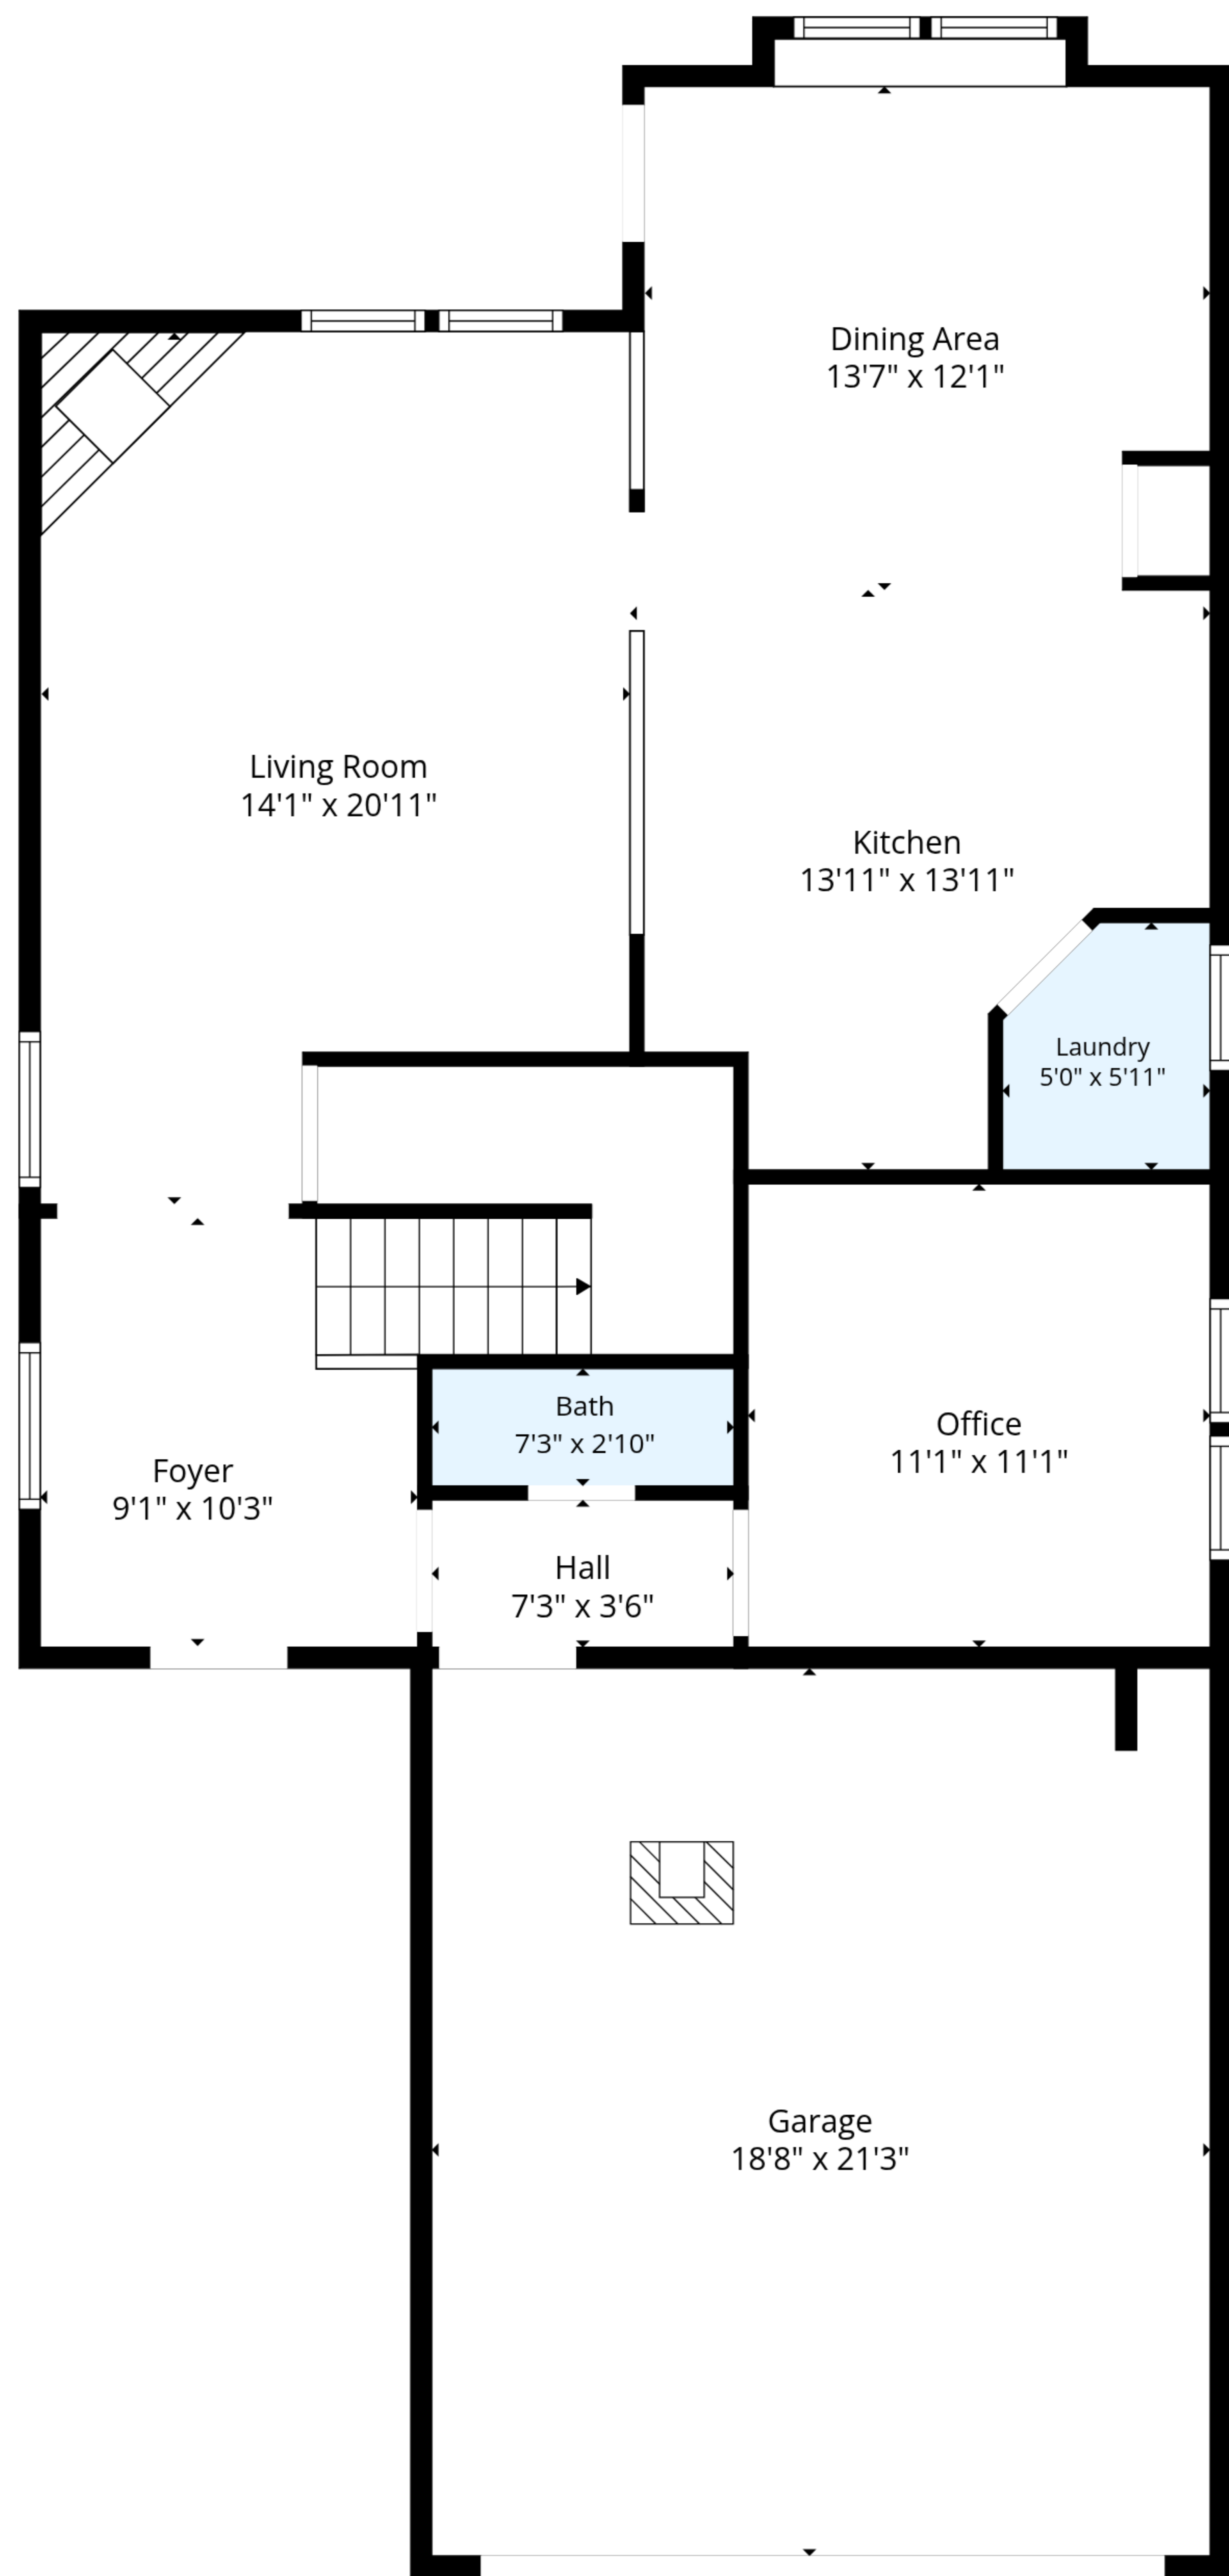 Dining Area
13'7" x 12'1"
Living Room
14'1" x 20'11"
Kitchen
13'11" x 13'11"
Laundry
5'0" x 5'11"
Bath
7'3" x 2'10"
Office
11'1" x 11'1"
Foyer
9'1" x 10'3"
Hall
7'3" x 3'6"
Garage
18'8" x 21'3"